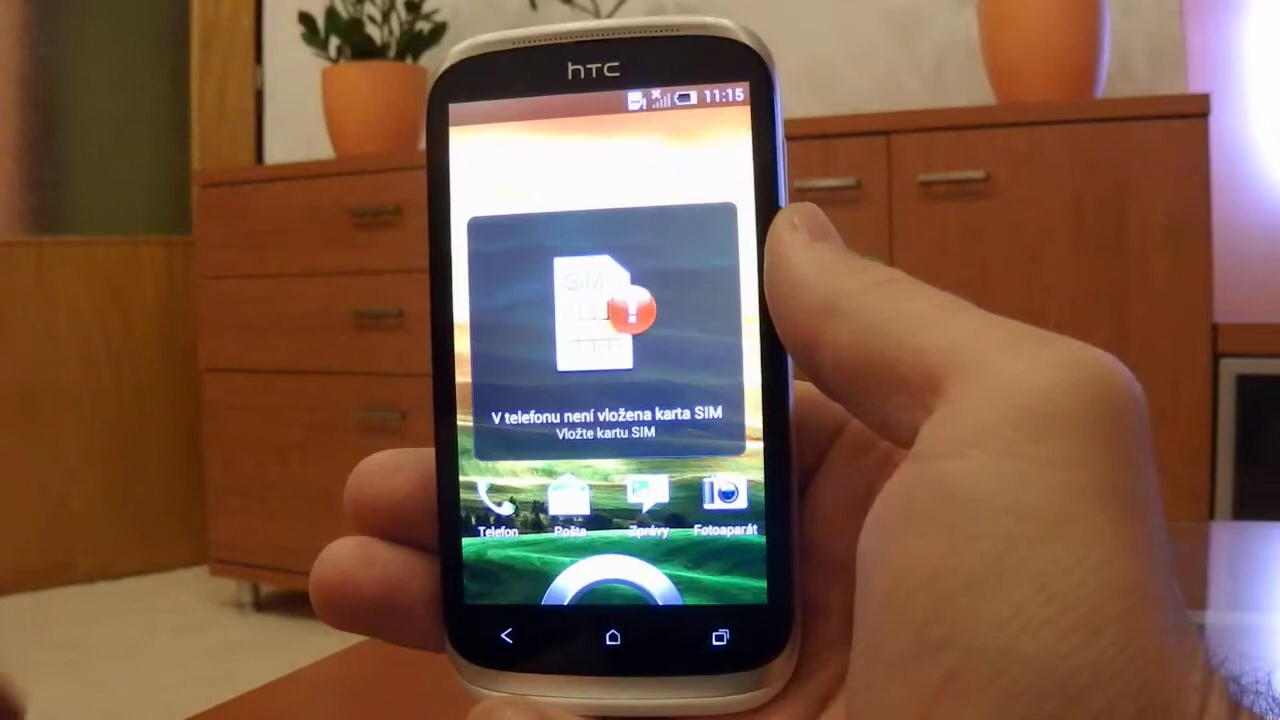 hTC
11:15
SIM
V telefonu není vložena karta SIM
Vložte kartu SIM
Telefon
Pošta
Zprávy
Fotoaparát